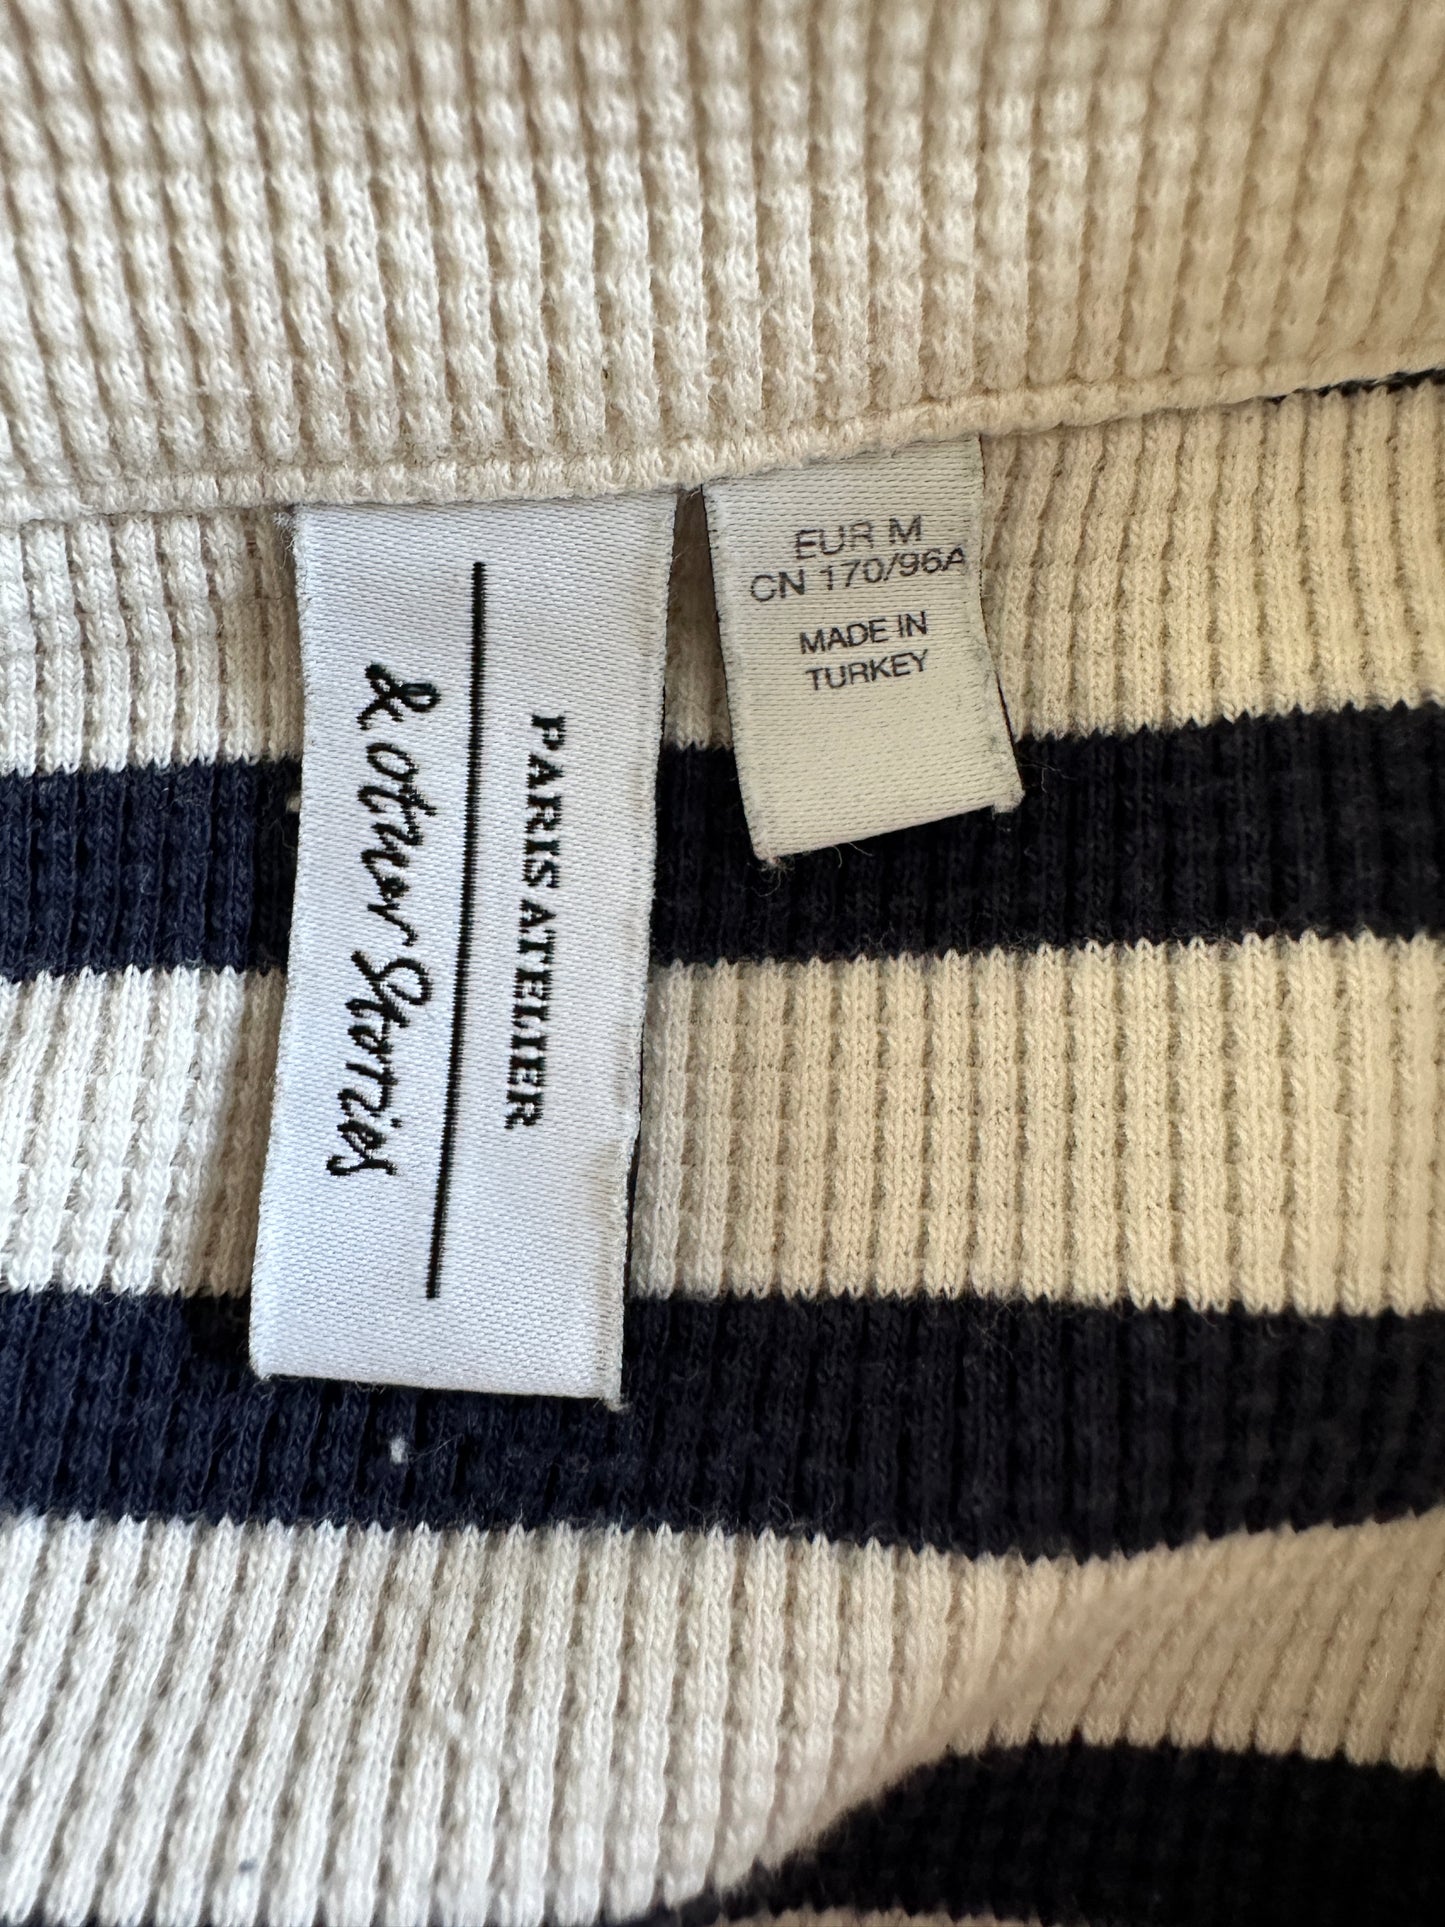 & Other Stories
PARIS ATELIER
EUR M
CN 170/96A
MADE IN
TURKEY